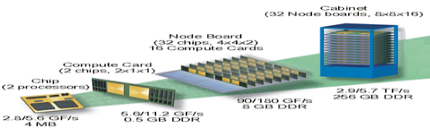 Cabinet
(32 Node boards, 8x8x16)
Node Board
(32 chips, 4x4x2)
16 Compute Cards
Compute Card
(2 chips, 2x1x1)
Chip
(2 processors)
2.9/5.7 TF/s
256 GB DDR
90/180 GF/s
8 GB DDR
5.6/11.2 GF/s
0.5 GB DDR
2.8/5.6 GF/s
4 MB